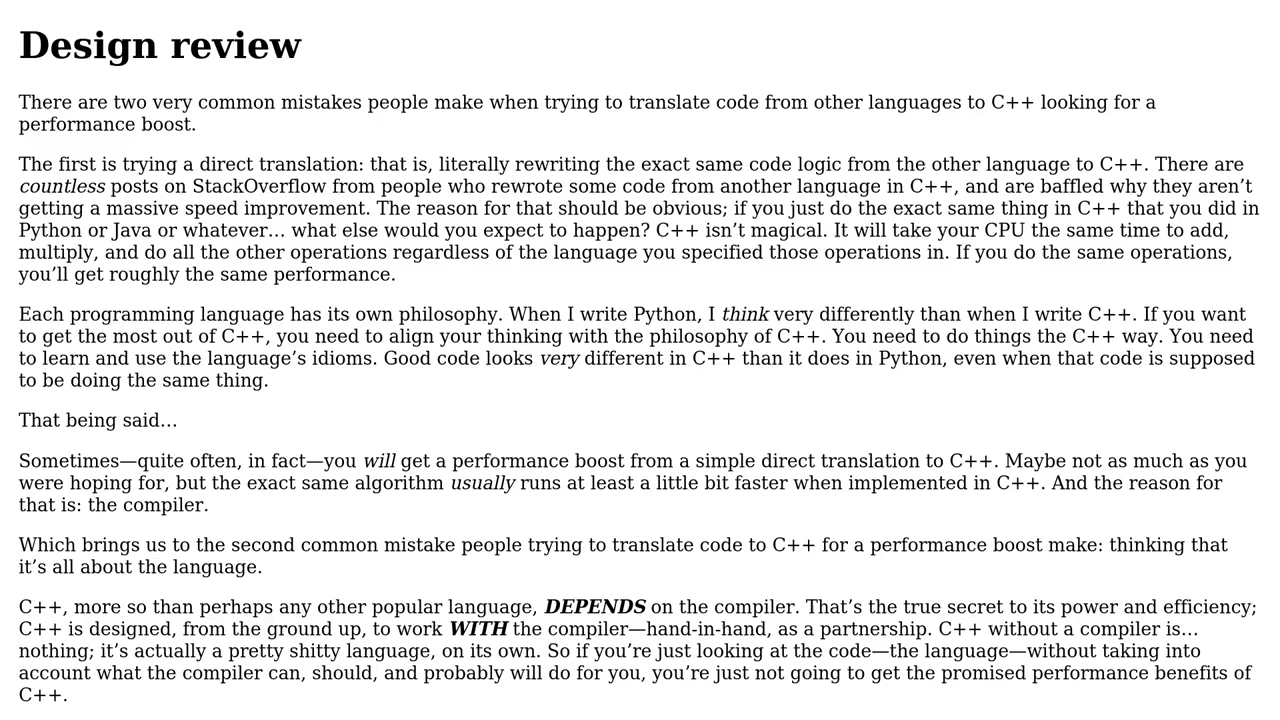 Design review
There are two very common mistakes people make when trying to translate code from other languages to C++ looking for a
performance boost.
The first is trying a direct translation: that is, literally rewriting the exact same code logic from the other language to C++. There are
countless posts on StackOverflow from people who rewrote some code from another language in C++, and are baffled why they aren’t
getting a massive speed improvement. The reason for that should be obvious; if you just do the exact same thing in C++ that you did in
Python or Java or whatever… what else would you expect to happen? C++ isn’t magical. It will take your CPU the same time to add,
multiply, and do all the other operations regardless of the language you specified those operations in. If you do the same operations,
you’ll get roughly the same performance.
Each programming language has its own philosophy. When I write Python, I think very differently than when I write C++. If you want
to get the most out of C++, you need to align your thinking with the philosophy of C++. You need to do things the C++ way. You need
to learn and use the language’s idioms. Good code looks very different in C++ than it does in Python, even when that code is supposed
to be doing the same thing.
That being said…
Sometimes—quite often, in fact—you will get a performance boost from a simple direct translation to C++. Maybe not as much as you
were hoping for, but the exact same algorithm usually runs at least a little bit faster when implemented in C++. And the reason for
that is: the compiler.
Which brings us to the second common mistake people trying to translate code to C++ for a performance boost make: thinking that
it’s all about the language.
C++, more so than perhaps any other popular language, DEPENDS on the compiler. That’s the true secret to its power and efficiency;
C++ is designed, from the ground up, to work WITH the compiler—hand-in-hand, as a partnership. C++ without a compiler is…
nothing; it’s actually a pretty shitty language, on its own. So if you’re just looking at the code—the language—without taking into
account what the compiler can, should, and probably will do for you, you’re just not going to get the promised performance benefits of
C++.